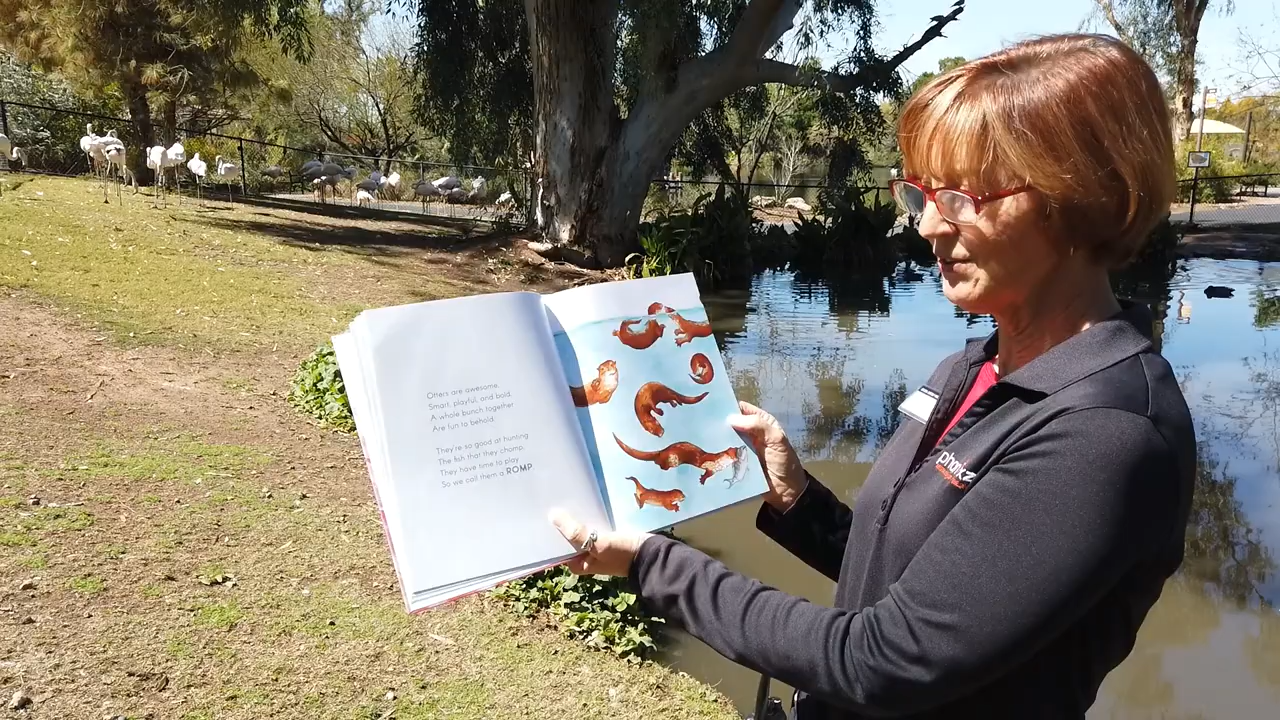 Otters are awesome,
Smart, playful, and bold,
A whole bunch together
Are fun to behold.
They're so good at hunting
The fish that they chomp,
They have time to play
So we call them a ROMP.